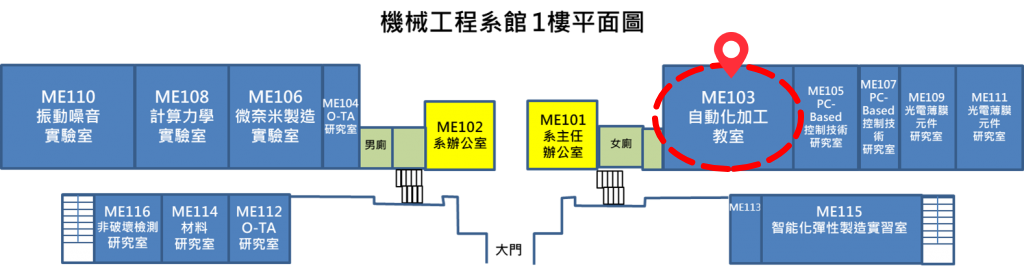 機械工程系館 1樓平面圖
ME110
振動噪音
實驗室
ME108
計算力學
實驗室
ME106
微奈米製造
實驗室
ME104
O-TA
研究室
男廁
ME102
系辦公室
ME101
系主任
辦公室
女廁
ME103
自動化加工
教室
ME105
PC-
Based
控制技術
研究室
ME107
PC-
Based
控制技
術
研究室
ME109
光電薄膜
元件
研究室
ME111
光電薄膜
元件
研究室
ME116
非破壞檢測
研究室
ME114
材料
研究室
ME112
O-TA
研究室
大門
ME113
ME115
智能化彈性製造實習室